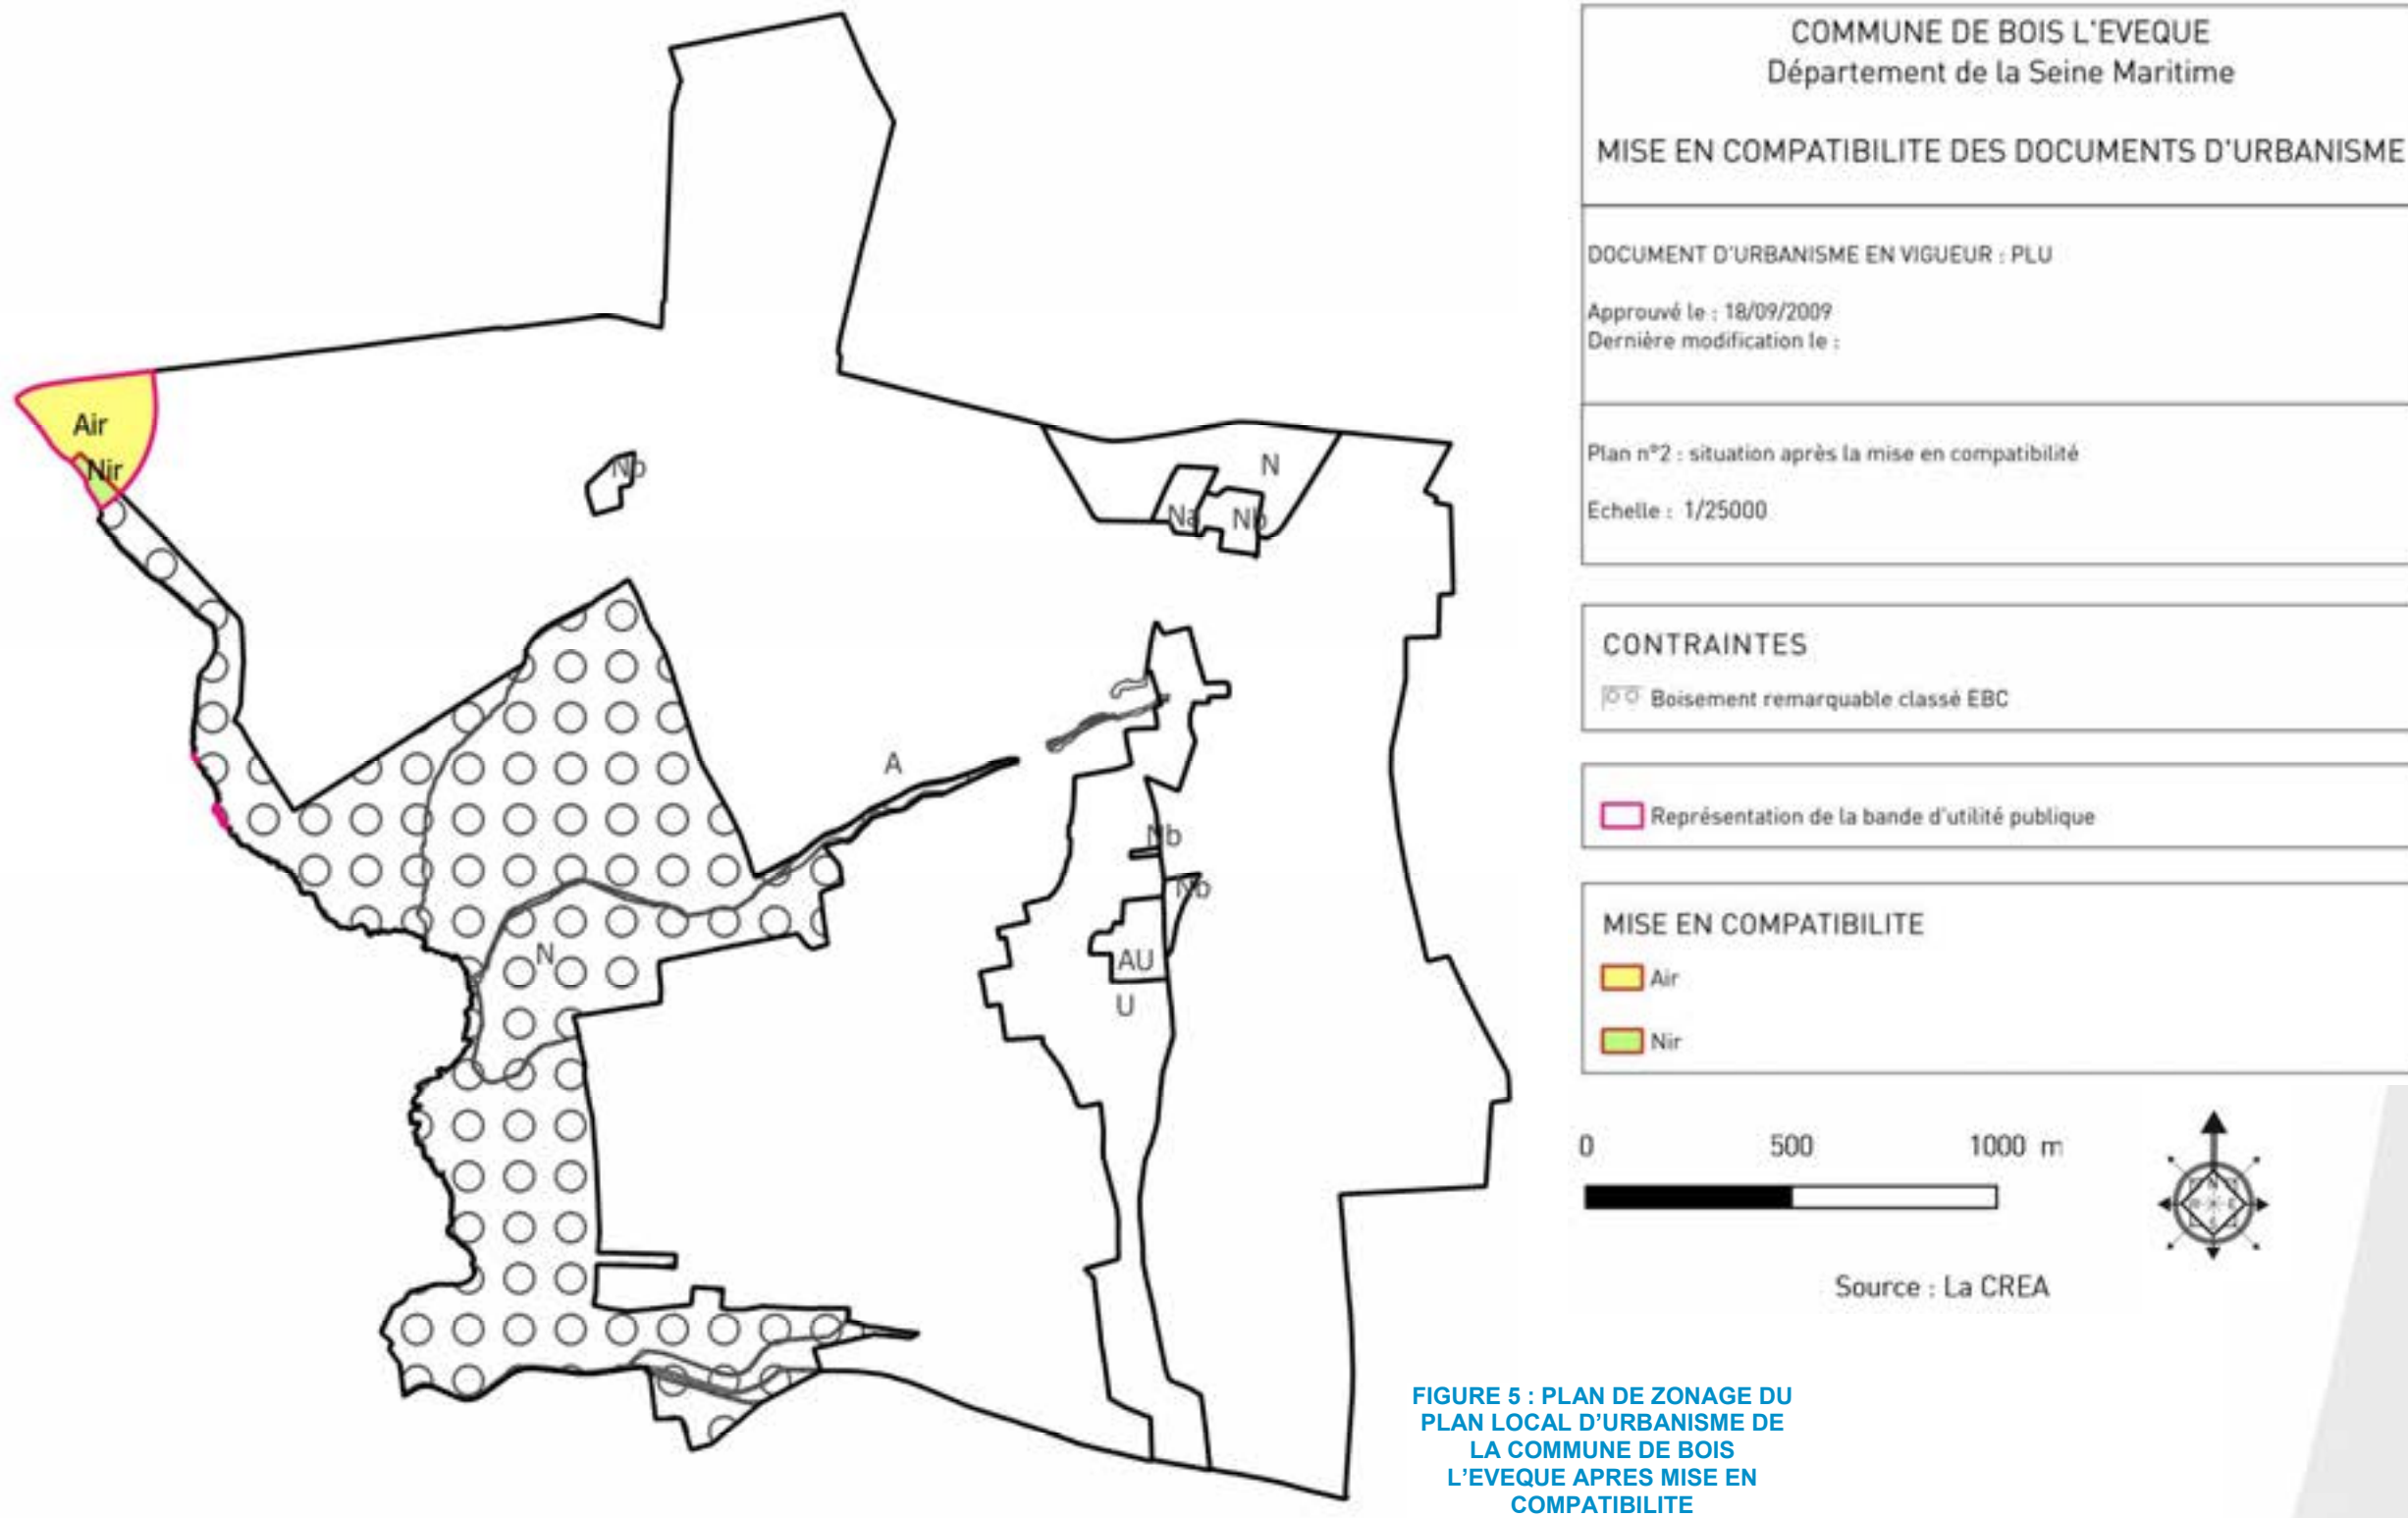 COMMUNE DE BOIS L'EVEQUE
Département de la Seine Maritime
MISE EN COMPATIBILITE DES DOCUMENTS D'URBANISME
DOCUMENT D'URBANISME EN VIGUEUR : PLU
Approuvé le : 18/09/2009
Dernière modification le :
Plan n°2 : situation après la mise en compatibilité
Echelle : 1/25000
CONTRAINTES
Boisement remarquable classé EBC
Représentation de la bande d'utilité publique
MISE EN COMPATIBILITE
Air
Nir
0 500 1000 m
N
Source : La CREA
Air
Nir
Nb
N
Na
Nb
A
Nb
Nb
N
AU
U
FIGURE 5 : PLAN DE ZONAGE DU
PLAN LOCAL D'URBANISME DE
LA COMMUNE DE BOIS
L'EVEQUE APRES MISE EN
COMPATIBILITE